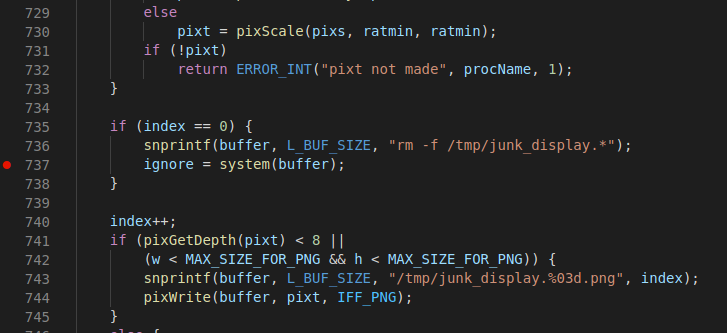 729 else
730 pixt = pixScale(pixs, ratmin, ratmin);
731 if (!pixt)
732 return ERROR_INT("pixt not made", procName, 1);
733 }
734
735 if (index == 0) {
736 snprintf(buffer, L_BUF_SIZE, "rm -f /tmp/junk_display.*");
737 ignore = system(buffer);
738 }
739
740 index++;
741 if (pixGetDepth(pixt) < 8 ||
742 (w < MAX_SIZE_FOR_PNG && h < MAX_SIZE_FOR_PNG)) {
743 snprintf(buffer, L_BUF_SIZE, "/tmp/junk_display.%03d.png", index);
744 pixWrite(buffer, pixt, IFF_PNG);
745 }
746 else {